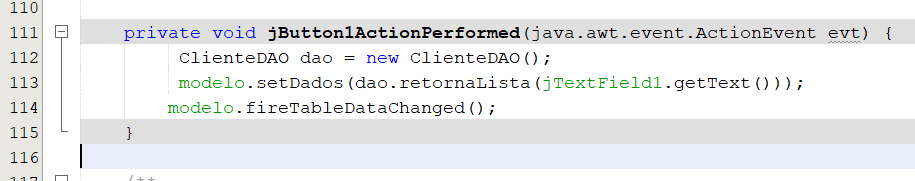 110
111 private void jButton1ActionPerformed(java.awt.event.ActionEvent evt) {
112 ClienteDAO dao = new ClienteDAO();
113 modelo.setDados(dao.retornaLista(jTextField1.getText()));
114 modelo.fireTableDataChanged();
115 }
116
117 /**